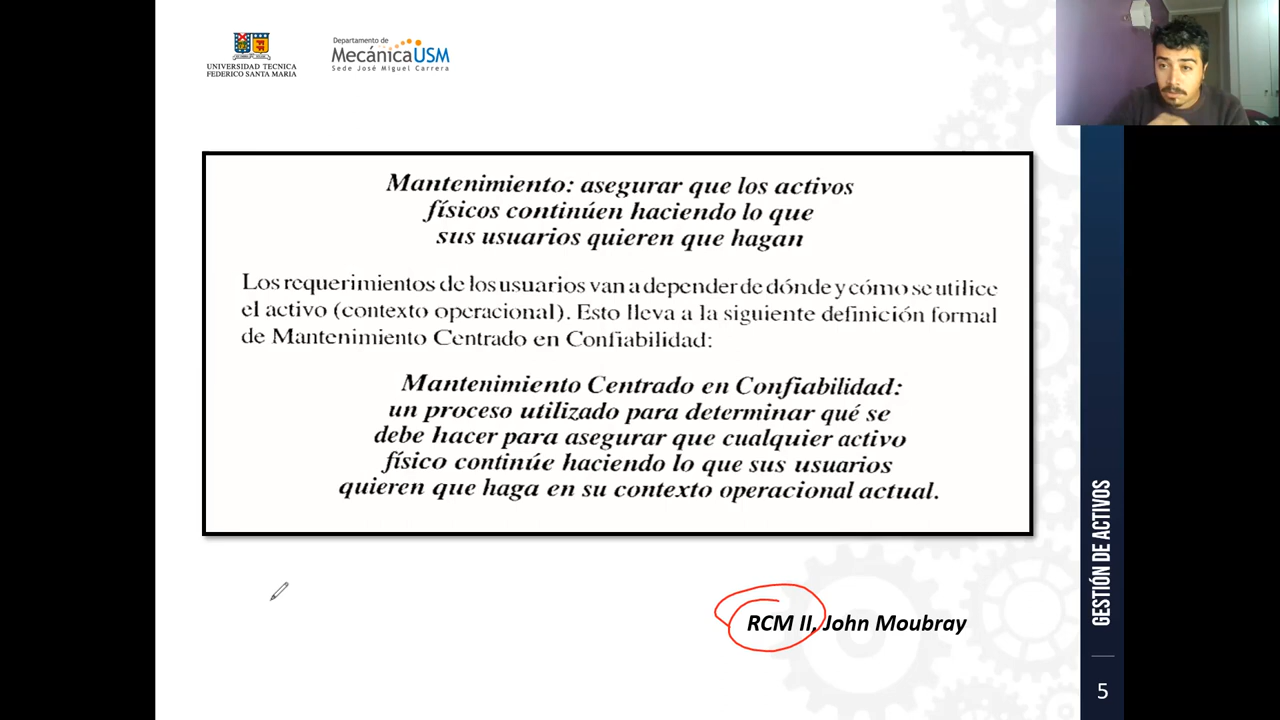 UNIVERSIDAD TECNICA
FEDERICO SANTA MARIA
Departamento de
MecánicaUSM
Sede José Miguel Carrera
Mantenimiento: asegurar que los activos
físicos continúen haciendo lo que
sus usuarios quieren que hagan
Los requerimientos de los usuarios van a depender de dónde y cómo se utilice
el activo (contexto operacional). Esto lleva a la siguiente definición formal
de Mantenimiento Centrado en Confiabilidad:
Mantenimiento Centrado en Confiabilidad:
un proceso utilizado para determinar qué se
debe hacer para asegurar que cualquier activo
físico continúe haciendo lo que sus usuarios
quieren que haga en su contexto operacional actual.
RCM II, John Moubray
GESTIÓN DE ACTIVOS
5